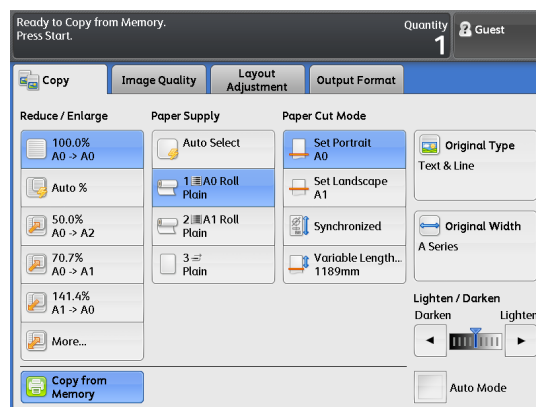 Ready to Copy from Memory.
Press Start.
Quantity
1
Guest
Copy
Image Quality
Layout
Adjustment
Output Format
Reduce / Enlarge
Paper Supply
Paper Cut Mode
100.0%
A0 -> A0
Auto %
50.0%
A0 -> A2
70.7%
A0 -> A1
141.4%
A1 -> A0
More...
Auto Select
1 A0 Roll
Plain
2 A1 Roll
Plain
3
Plain
Set Portrait
A0
Set Landscape
A1
Synchronized
Variable Length...
1189mm
Original Type
Text & Line
Original Width
A Series
Lighten / Darken
Darken
Lighten
Auto Mode
Copy from
Memory